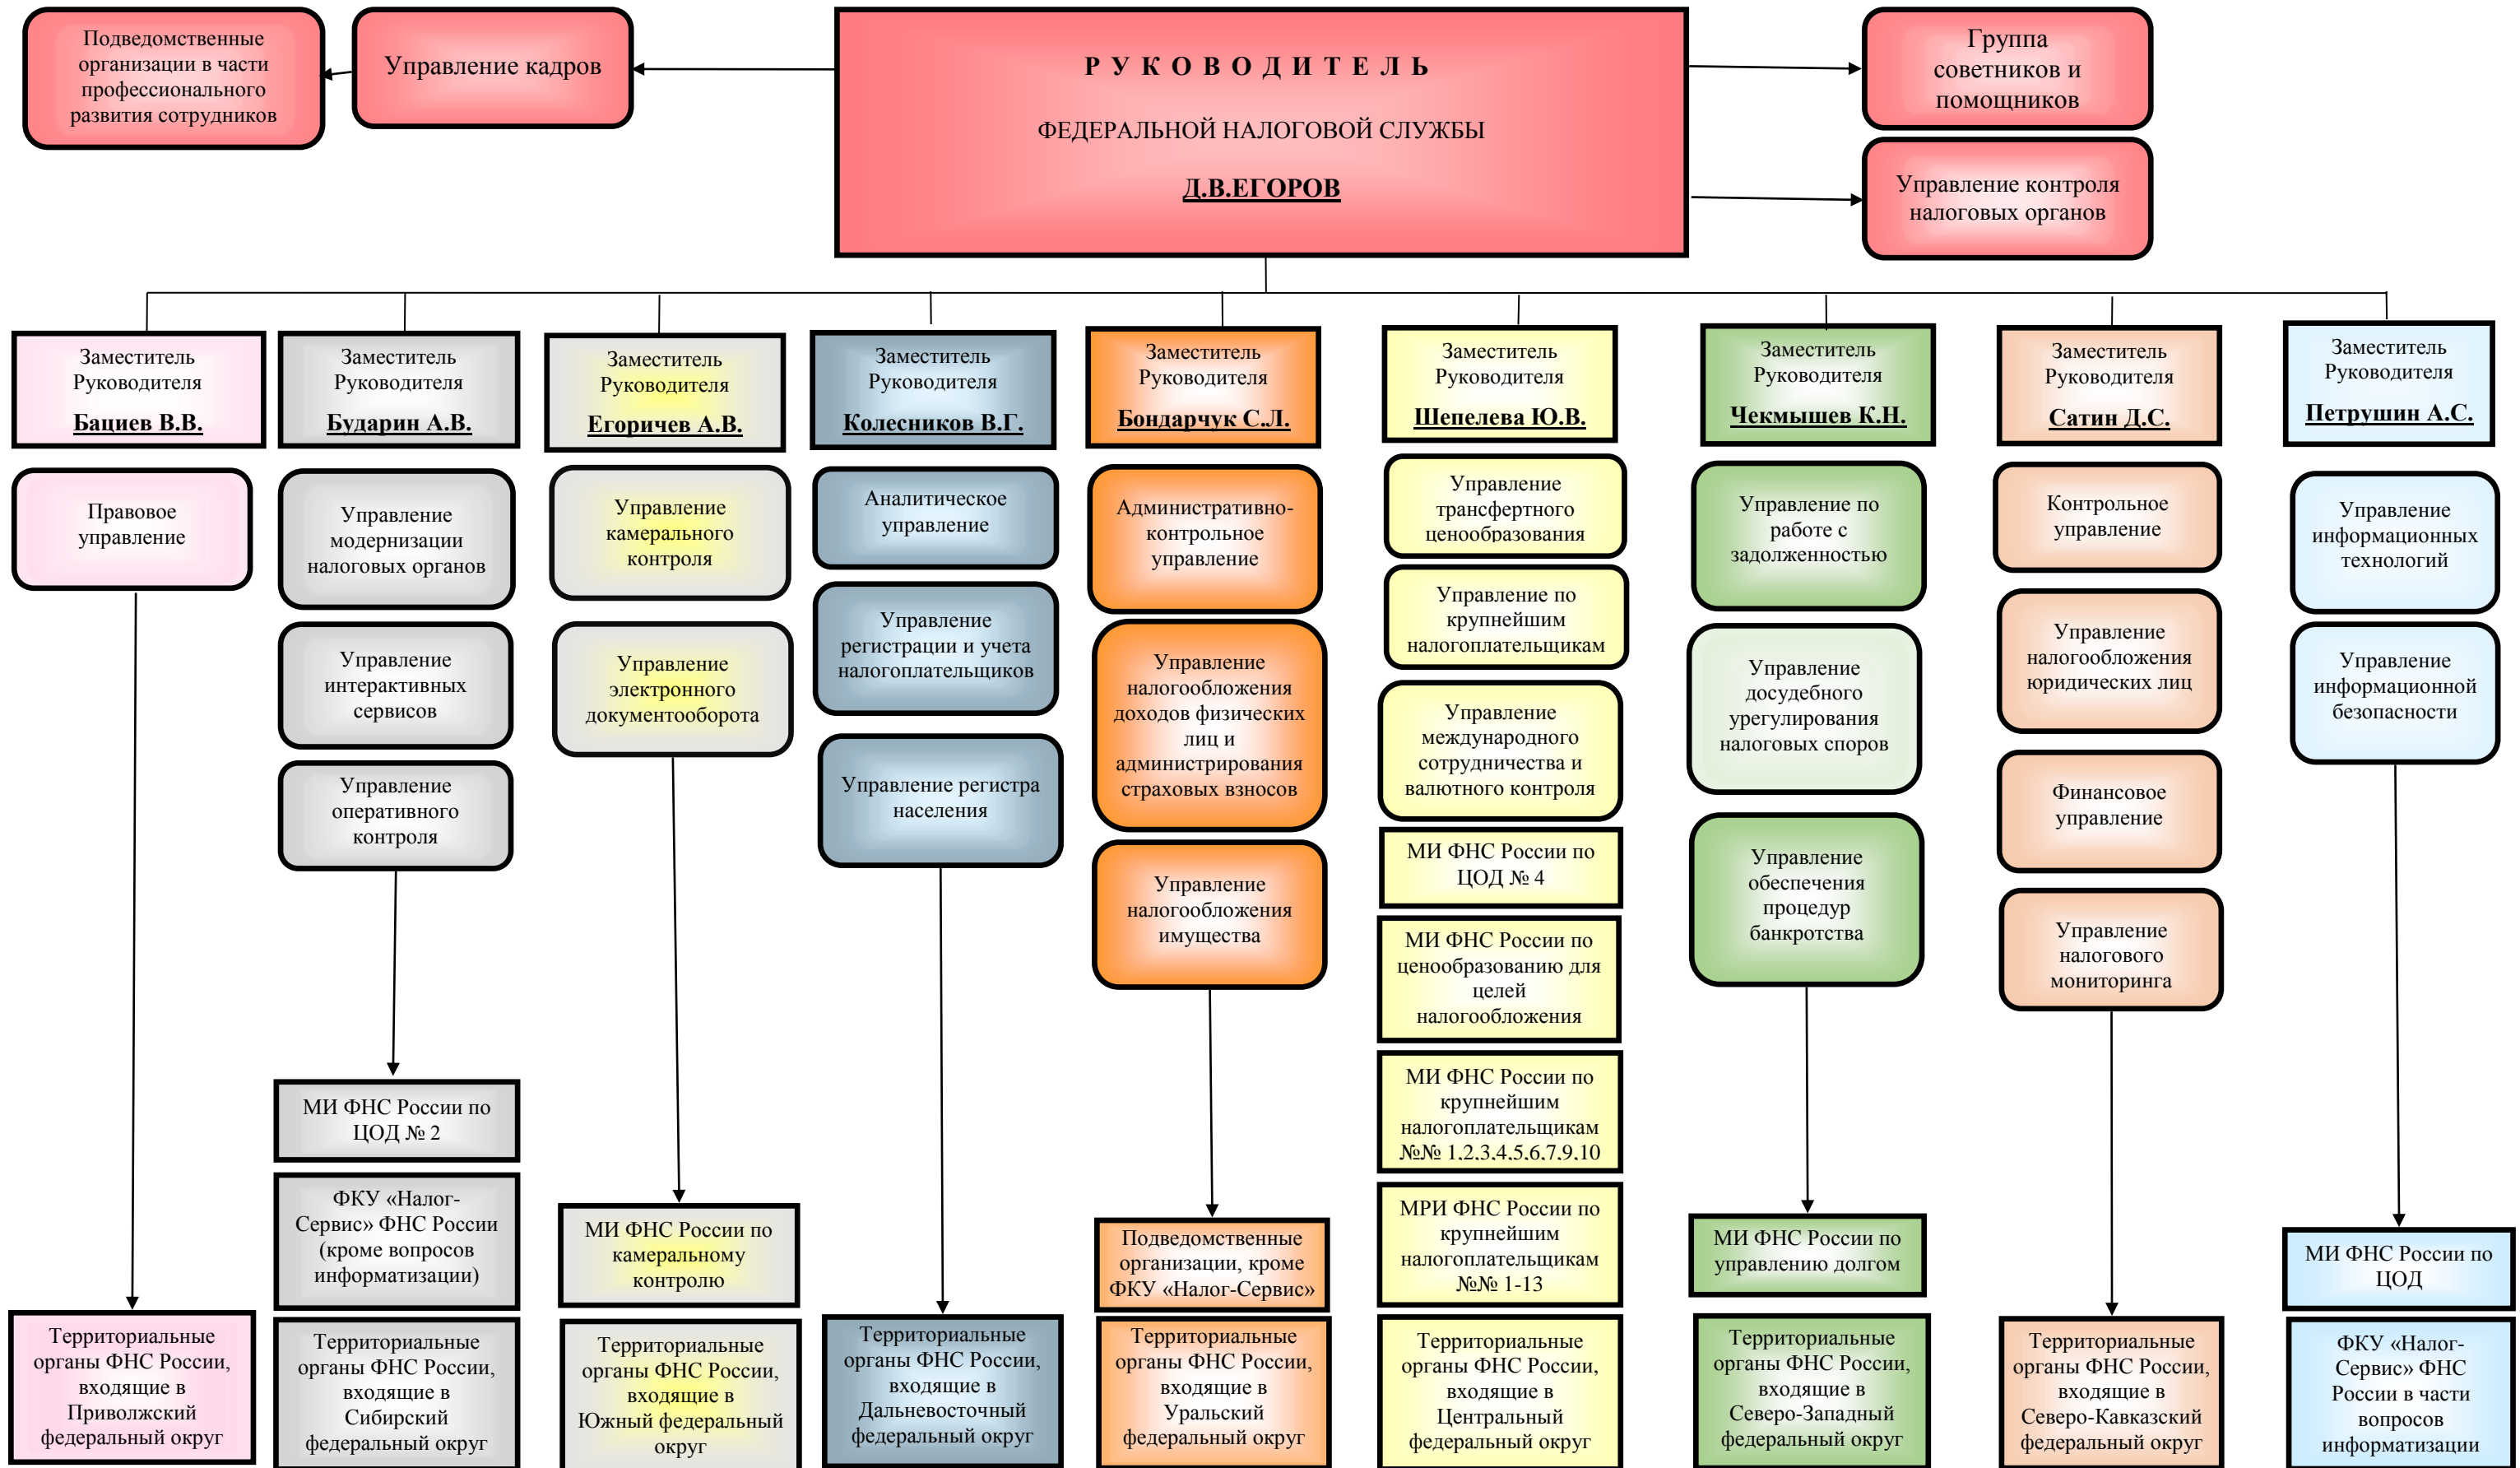 Подведомственные
организации в части
профессионального
развития сотрудников
Управление кадров
Р У К О В О Д И Т Е Л Ь
ФЕДЕРАЛЬНОЙ НАЛОГОВОЙ СЛУЖБЫ
Д.В.ЕГОРОВ
Группа
советников и
помощников
Управление контроля
налоговых органов
Заместитель
Руководителя
Бациев В.В.
Правовое
управление
Территориальные
органы ФНС России,
входящие в
Приволжский
федеральный округ
Заместитель
Руководителя
Бударин А.В.
Управление
модернизации
налоговых органов
Управление
интерактивных
сервисов
Управление
оперативного
контроля
МИ ФНС России по
ЦОД № 2
ФКУ «Налог-
Сервис» ФНС России
(кроме вопросов
информатизации)
Территориальные
органы ФНС России,
входящие в
Сибирский
федеральный округ
Заместитель
Руководителя
Егоричев А.В.
Управление
камерального
контроля
Управление
электронного
документооборота
МИ ФНС России по
камеральному
контролю
Территориальные
органы ФНС России,
входящие в
Южный федеральный
округ
Заместитель
Руководителя
Колесников В.Г.
Аналитическое
управление
Управление
регистрации и учета
налогоплательщиков
Управление регистра
населения
Территориальные
органы ФНС России,
входящие в
Дальневосточный
федеральный округ
Заместитель
Руководителя
Бондарчук С.Л.
Административно-
контрольное
управление
Управление
налогообложения
доходов физических
лиц и
администрирования
страховых взносов
Управление
налогообложения
имущества
Подведомственные
организации, кроме
ФКУ «Налог-Сервис»
Территориальные
органы ФНС России,
входящие в
Уральский
федеральный округ
Заместитель
Руководителя
Шепелева Ю.В.
Управление
трансфертного
ценообразования
Управление по
крупнейшим
налогоплательщикам
Управление
международного
сотрудничества и
валютного контроля
МИ ФНС России по
ЦОД № 4
МИ ФНС России по
ценообразованию для
целей
налогообложения
МИ ФНС России по
крупнейшим
налогоплательщикам
№№ 1,2,3,4,5,6,7,9,10
МРИ ФНС России по
крупнейшим
налогоплательщикам
№№ 1-13
Территориальные
органы ФНС России,
входящие в
Центральный
федеральный округ
Заместитель
Руководителя
Чекмышев К.Н.
Управление по
работе с
задолженностью
Управление
досудебного
урегулирования
налоговых споров
Управление
обеспечения
процедур
банкротства
МИ ФНС России по
управлению долгом
Территориальные
органы ФНС России,
входящие в
Северо-Западный
федеральный округ
Заместитель
Руководителя
Сатин Д.С.
Контрольное
управление
Управление
налогообложения
юридических лиц
Финансовое
управление
Управление
налогового
мониторинга
Территориальные
органы ФНС России,
входящие в
Северо-Кавказский
федеральный округ
Заместитель
Руководителя
Петрушин А.С.
Управление
информационных
технологий
Управление
информационной
безопасности
МИ ФНС России по
ЦОД
ФКУ «Налог-
Сервис» ФНС
России в части
вопросов
информатизации